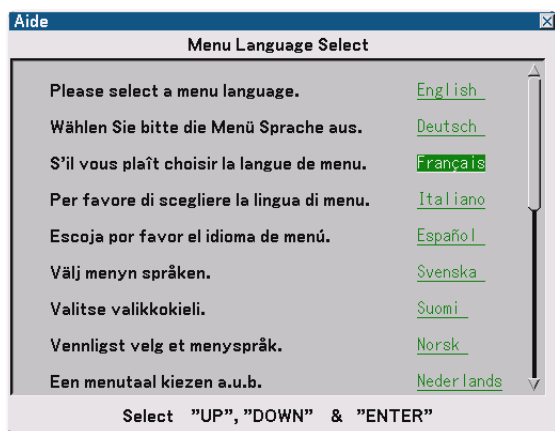 Aide
Menu Language Select
Please select a menu language. English
Wählen Sie bitte die Menü Sprache aus. Deutsch
S'il vous plaît choisir la langue de menu. Français
Per favore di scegliere la lingua di menu. Italiano
Escoja por favor el idioma de menú. Español
Välj menyn språken. Svenska
Valitse valikkokieli. Suomi
Vennligst velg et menyspråk. Norsk
Een menutaal kiezen a.u.b. Nederlands
Select "UP", "DOWN" & "ENTER"